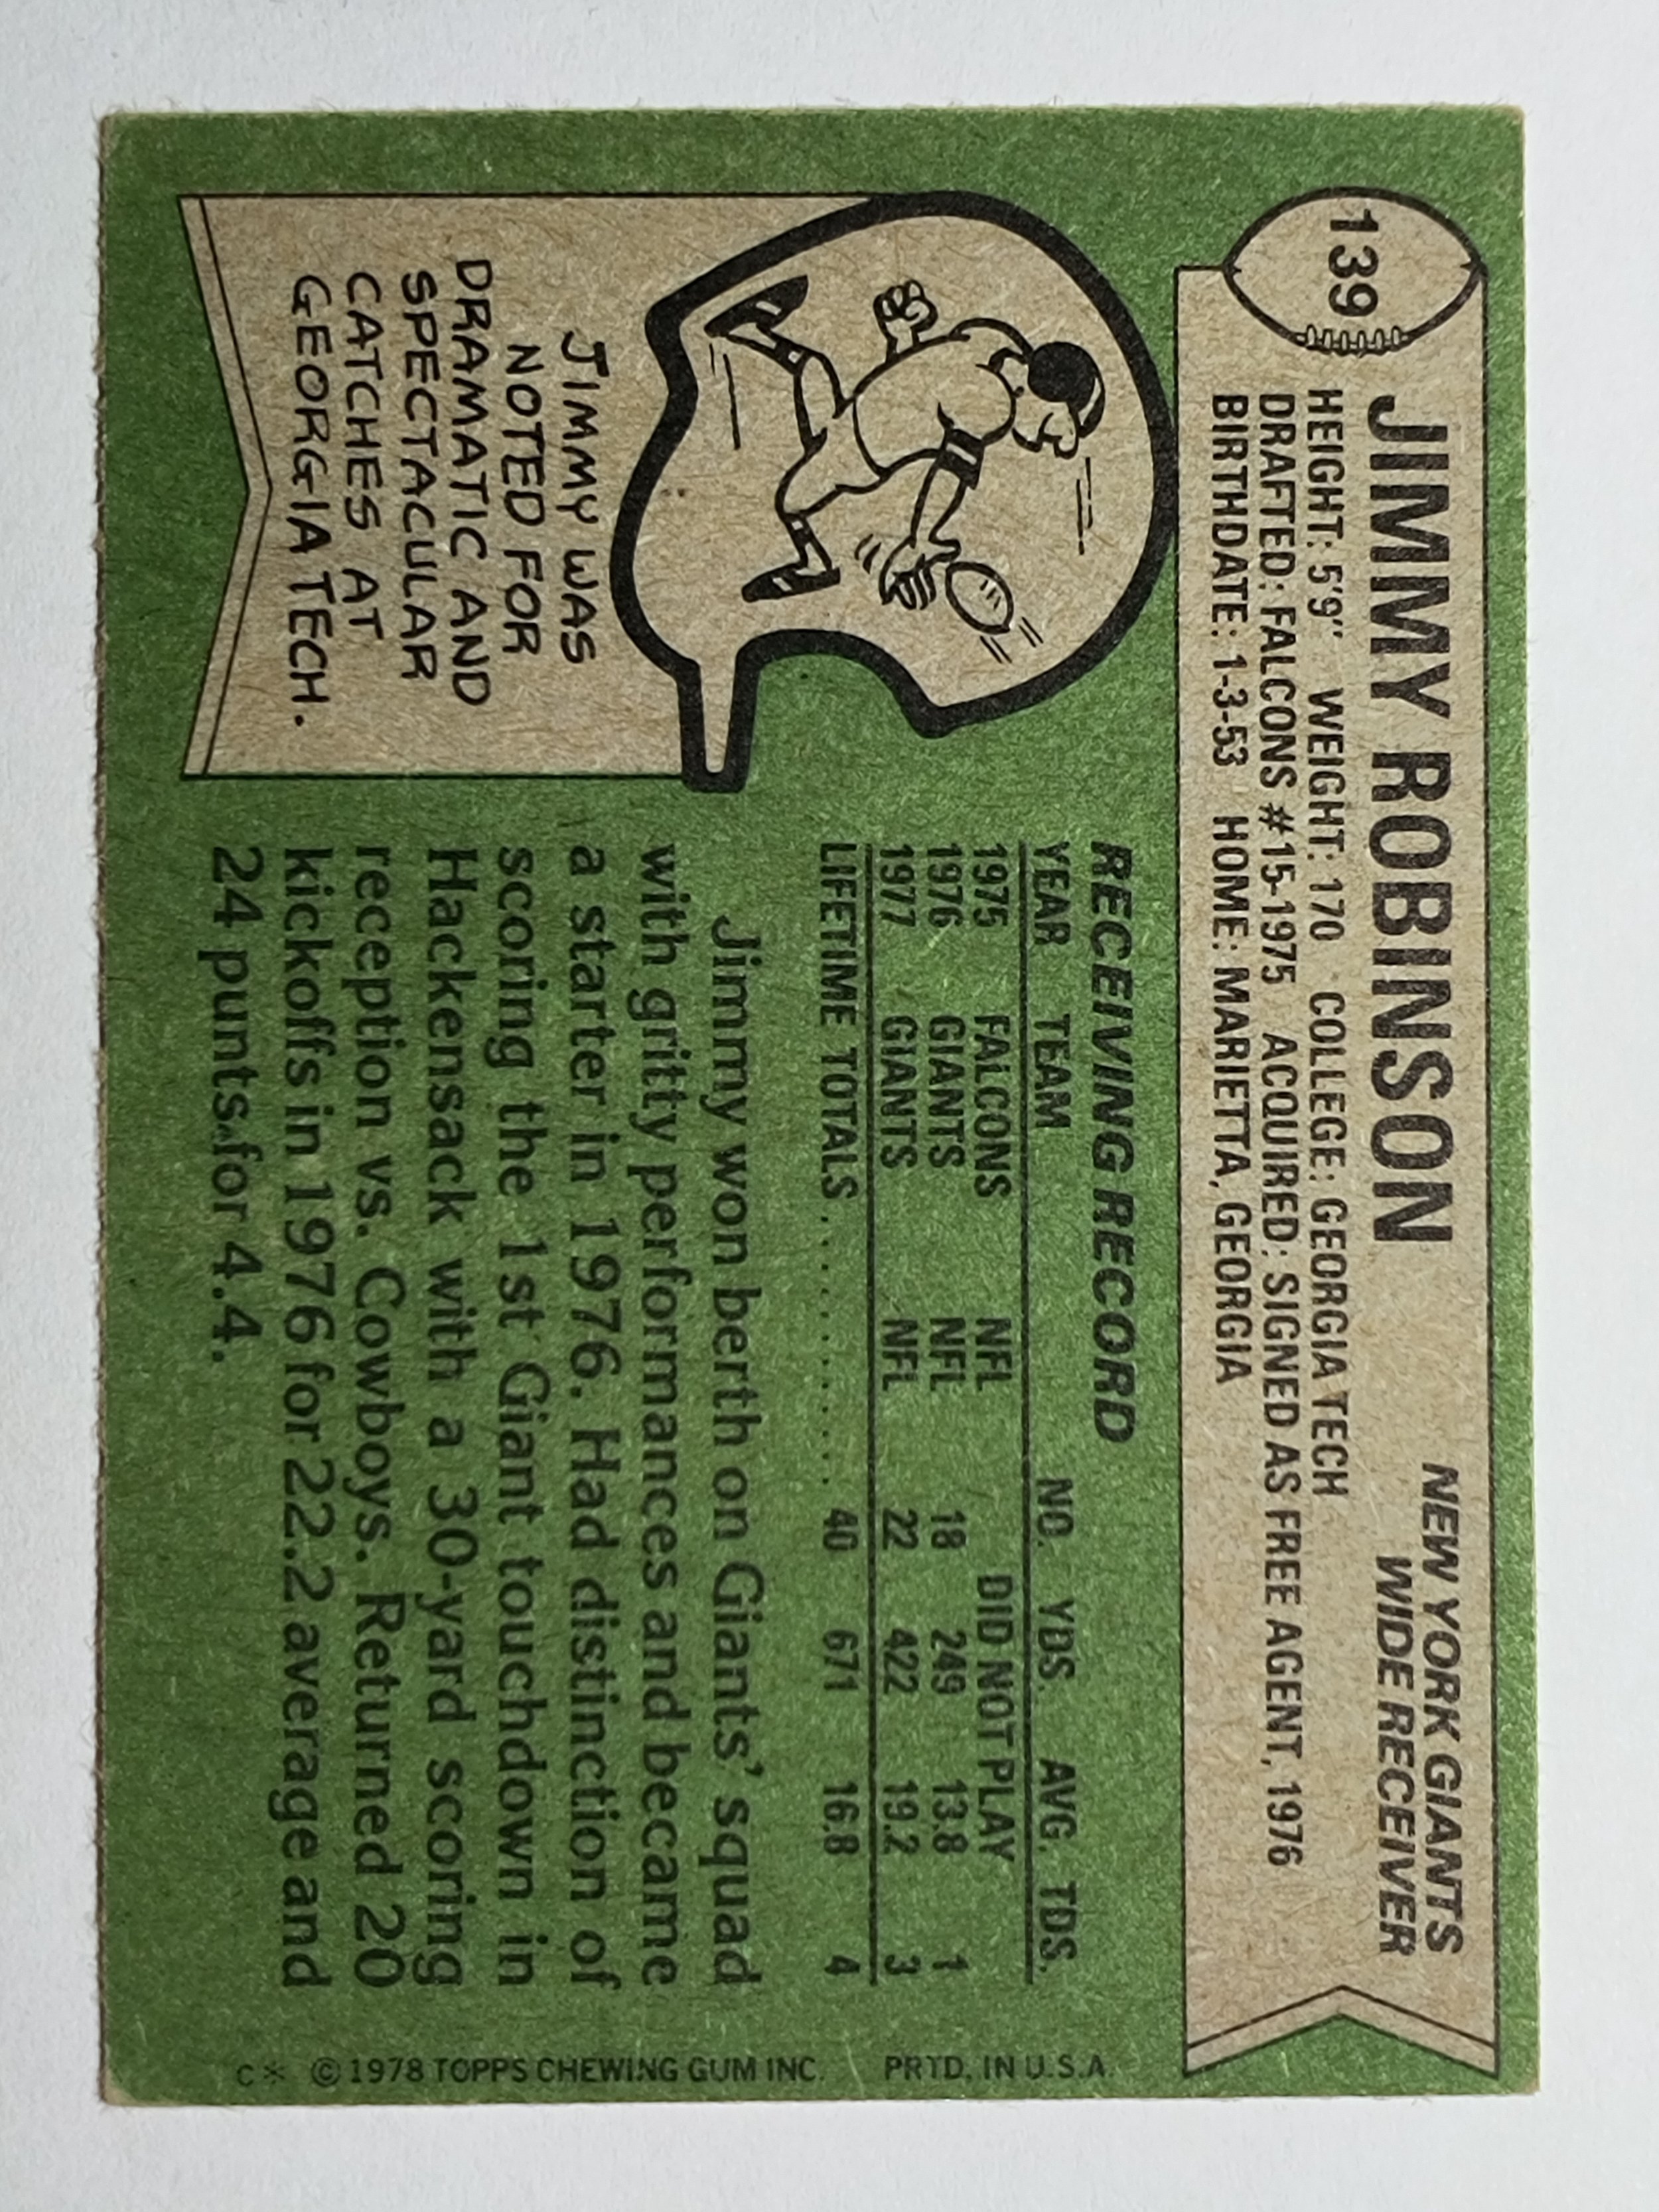 139
JIMMY ROBINSON
NEW YORK GIANTS
WIDE RECEIVER
HEIGHT: 5'9" WEIGHT: 170 COLLEGE: GEORGIA TECH
DRAFTED: FALCONS #15-1975 ACQUIRED: SIGNED AS FREE AGENT, 1976
BIRTHDATE: 1-3-53 HOME: MARIETTA, GEORGIA
JIMMY WAS
NOTED FOR
DRAMATIC AND
SPECTACULAR
CATCHES AT
GEORGIA TECH.
RECEIVING RECORD
YEAR TEAM NO. YDS. AVG. TDS.
1975 FALCONS NFL DID NOT PLAY
1976 GIANTS NFL 18 249 13.8 1
1977 GIANTS NFL 22 422 19.2 3
LIFETIME TOTALS .............. 40 671 16.8 4
Jimmy won berth on Giants' squad
with gritty performances and became
a starter in 1976. Had distinction of
scoring the 1st Giant touchdown in
Hackensack with a 30-yard scoring
reception vs. Cowboys. Returned 20
kickoffs in 1976 for 22.2 average and
24 punts for 4.4.
C* © 1978 TOPPS CHEWING GUM INC. PRTD. IN U.S.A.